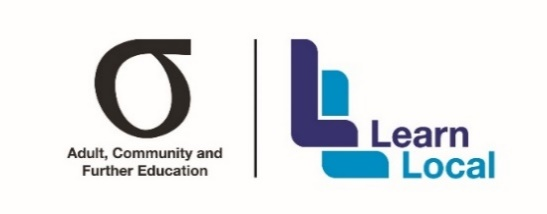 Adult, Community and
Further Education
Learn
Local